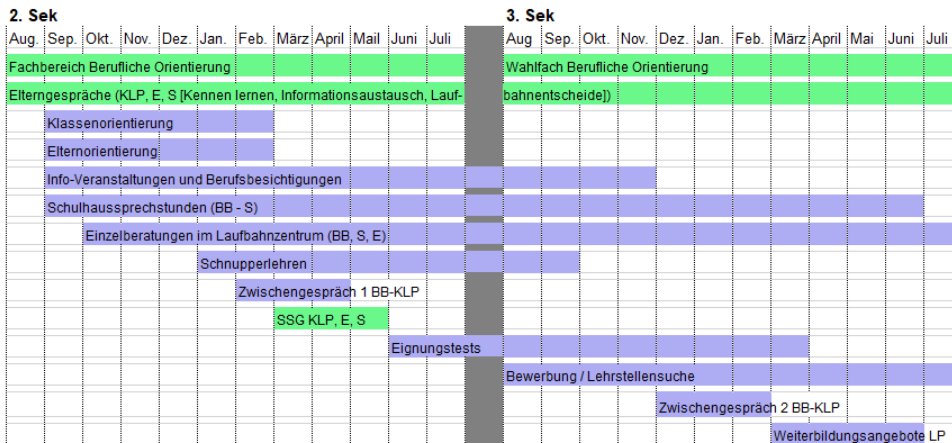 2. Sek 3. Sek
Aug. Sep. Okt. Nov. Dez. Jan. Feb. März April Mail Juni Juli Aug Sep. Okt. Nov. Dez. Jan. Feb. März April Mai Juni Juli
Fachbereich Berufliche Orientierung Wahlfach Berufliche Orientierung
Elterngespräche (KLP, E, S [Kennen lernen, Informationsaustausch, Lauf- bahnentscheide])
Klassenorientierung
Elternorientierung
Info-Veranstaltungen und Berufsbesichtigungen
Schulhaussprechstunden (BB - S)
Einzelberatungen im Laufbahnzentrum (BB, S, E)
Schnupperlehren
Zwischengespräch 1 BB-KLP
SSG KLP, E, S
Eignungstests
Bewerbung / Lehrstellensuche
Zwischengespräch 2 BB-KLP
Weiterbildungsangebote LP